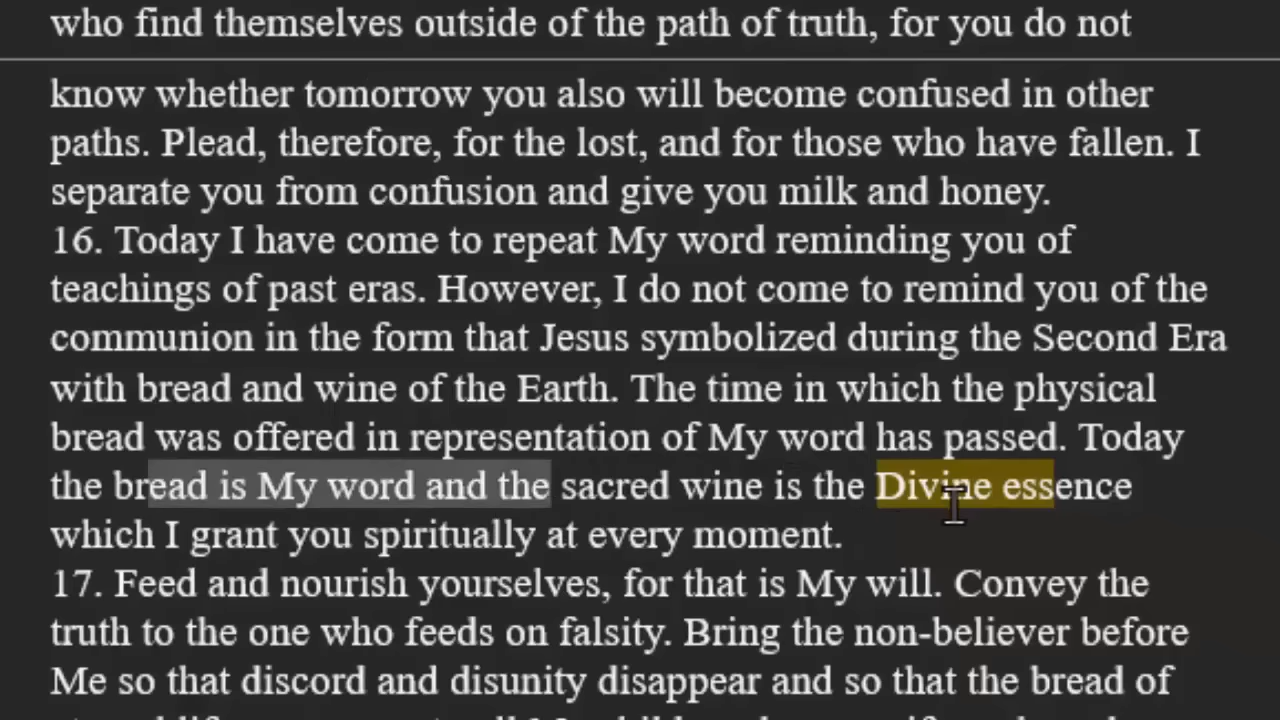 who find themselves outside of the path of truth, for you do not
know whether tomorrow you also will become confused in other
paths. Plead, therefore, for the lost, and for those who have fallen. I
separate you from confusion and give you milk and honey.
16. Today I have come to repeat My word reminding you of
teachings of past eras. However, I do not come to remind you of the
communion in the form that Jesus symbolized during the Second Era
with bread and wine of the Earth. The time in which the physical
bread was offered in representation of My word has passed. Today
the bread is My word and the sacred wine is the Divine essence
which I grant you spiritually at every moment.
17. Feed and nourish yourselves, for that is My will. Convey the
truth to the one who feeds on falsity. Bring the non-believer before
Me so that discord and disunity disappear and so that the bread of